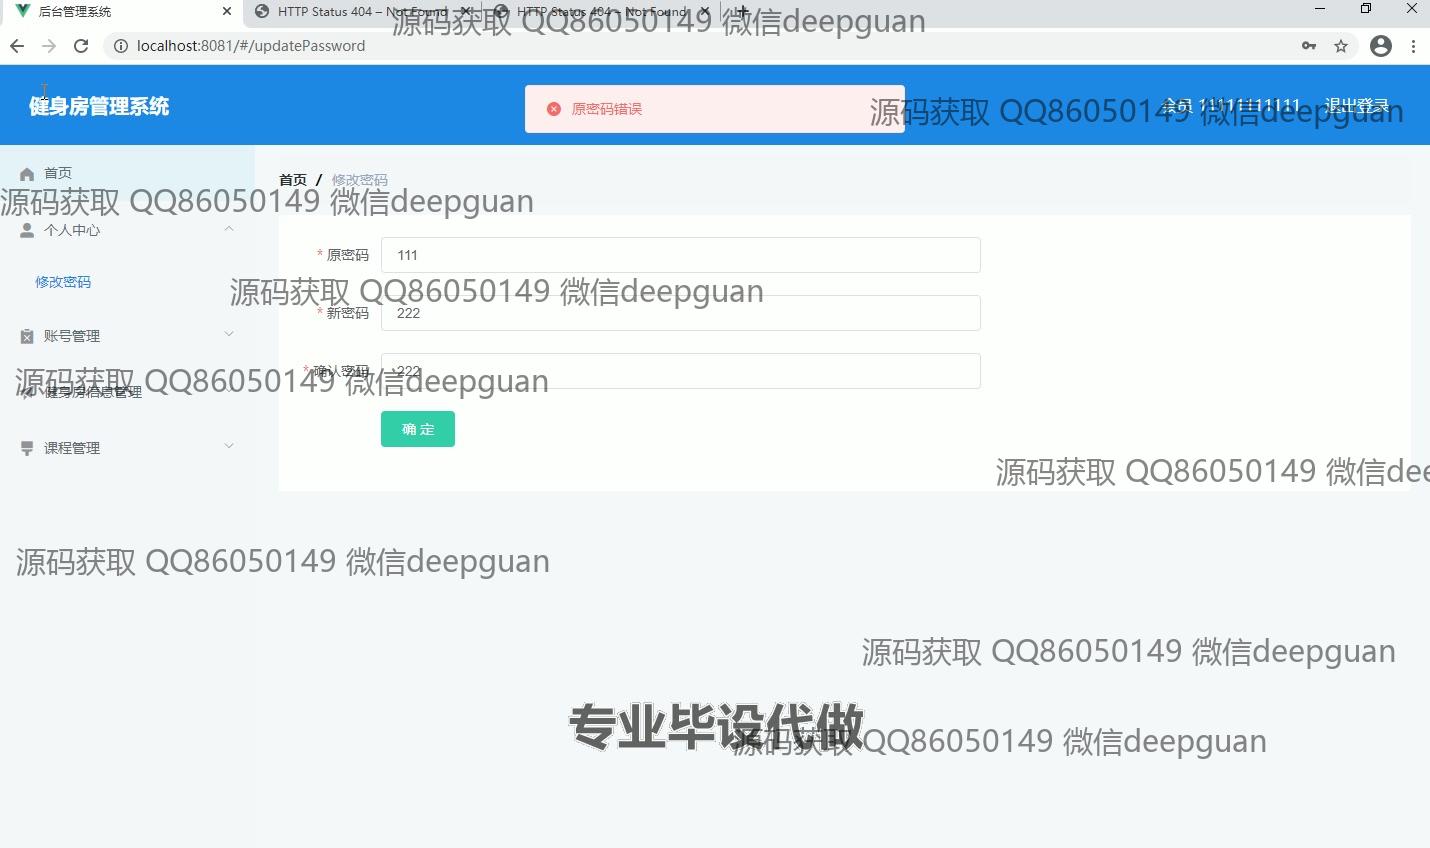 后台管理系统
HTTP Status 404 – Not Found
HTTP Status 404 – Not Found
源码获取 QQ86050149 微信deepguan
localhost:8081/#/updatePassword
健身房管理系统
原密码错误
会员 11111111111
退出登录
源码获取 QQ86050149 微信deepguan
首页
首页 / 修改密码
源码获取 QQ86050149 微信deepguan
个人中心
* 原密码 111
修改密码
源码获取 QQ86050149 微信deepguan
* 新密码 222
账号管理
* 确认密码 222
源码获取 QQ86050149 微信deepguan
健身房信息管理
确 定
课程管理
源码获取 QQ86050149 微信dee
源码获取 QQ86050149 微信deepguan
源码获取 QQ86050149 微信deepguan
专业毕设代做
源码获取 QQ86050149 微信deepguan